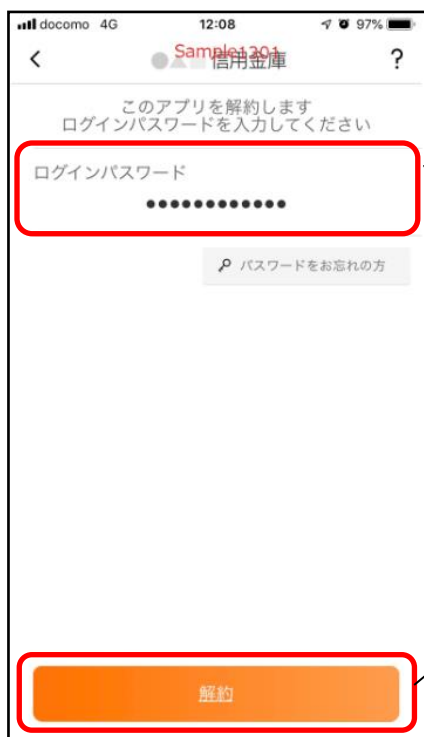 docomo 4G 12:08 97%
Sample1201
●▲■信用金庫 ?
このアプリを解約します
ログインパスワードを入力してください
ログインパスワード
●●●●●●●●●●●●
パスワードをお忘れの方
解約